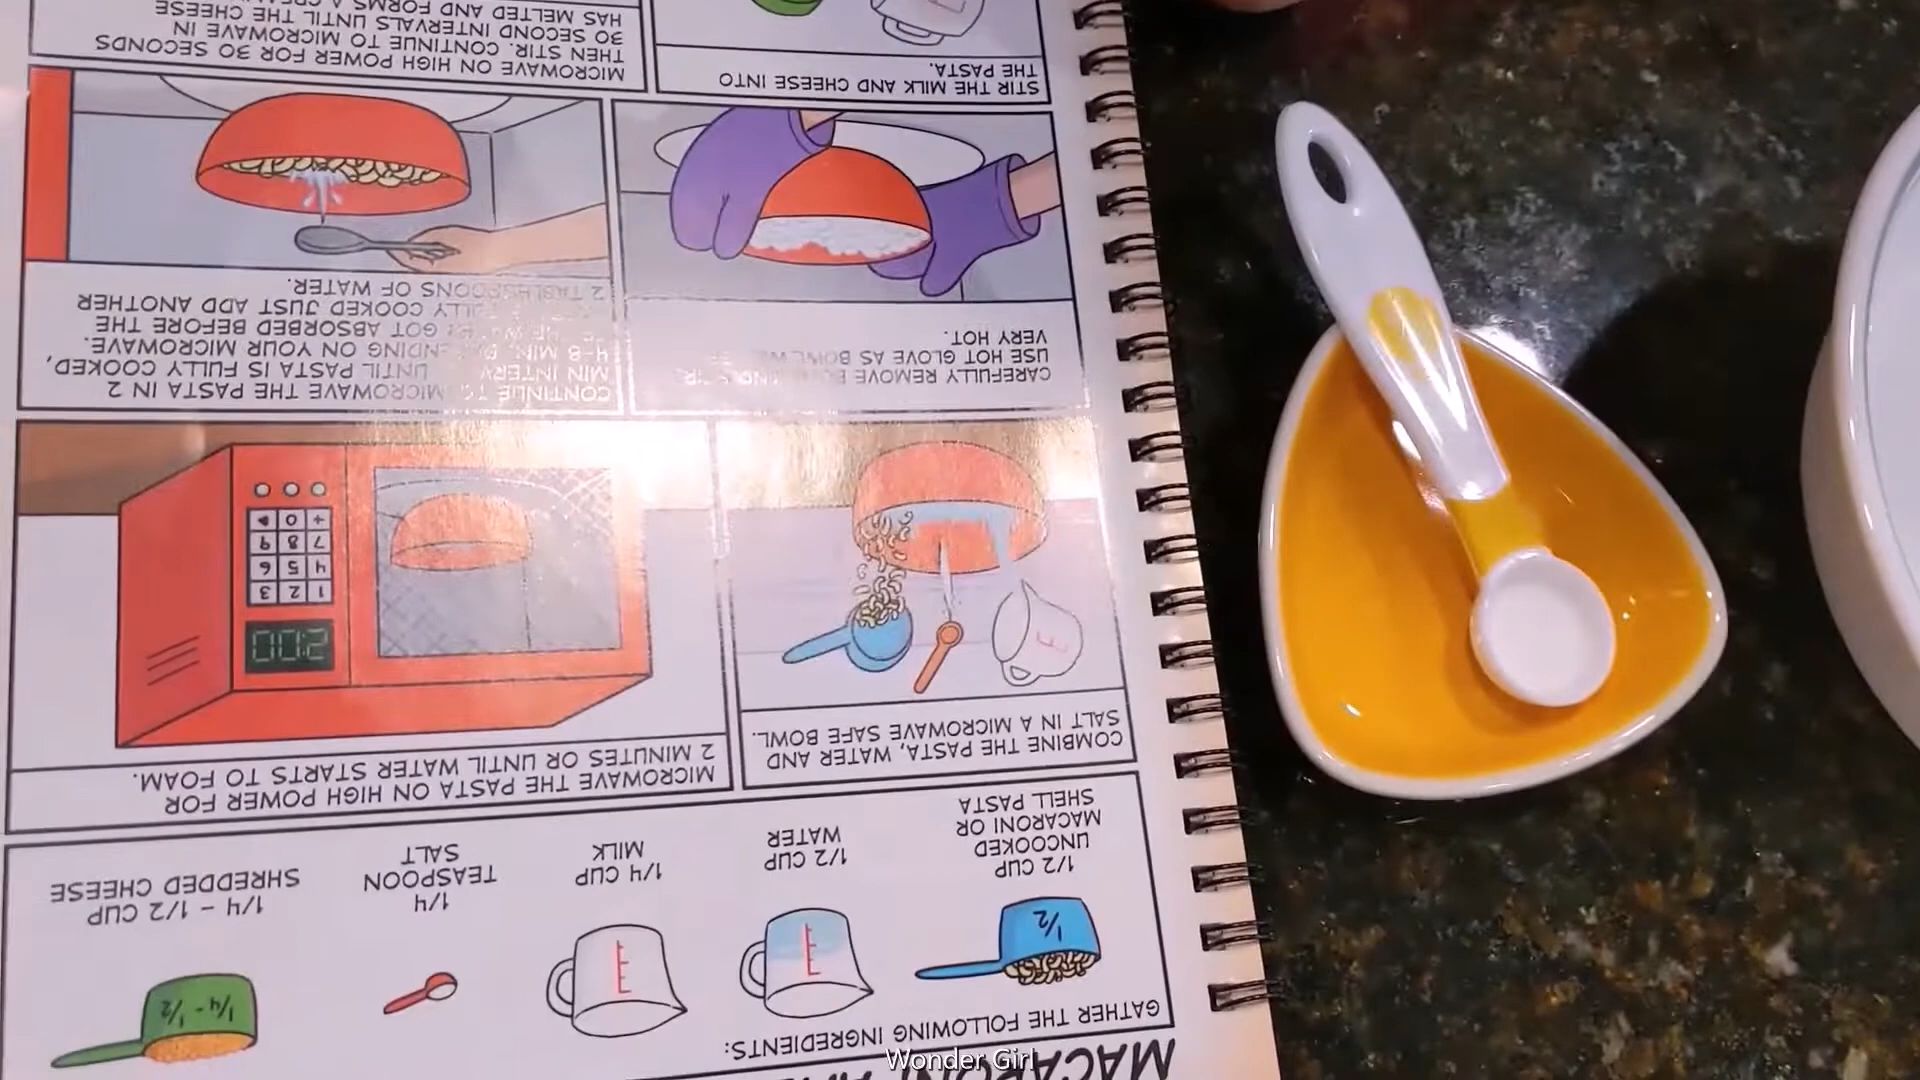 MACARONI AN
GATHER THE FOLLOWING INGREDIENTS:
1/2
1/4 - 1/2
1/2 CUP
UNCOOKED
MACARONI OR
SHELL PASTA
1/2 CUP
WATER
1/4 CUP
MILK
1/4
TEASPOON
SALT
1/4 - 1/2 CUP
SHREDDED CHEESE
COMBINE THE PASTA, WATER AND
SALT IN A MICROWAVE SAFE BOWL.
MICROWAVE THE PASTA ON HIGH POWER FOR
2 MINUTES OR UNTIL WATER STARTS TO FOAM.
2:00
1 2 3
4 5 6
7 8 9
+ 0
CAREFULLY REMOVE BOWL AND
USE HOT GLOVE AS BOWL
VERY HOT.
CONTINUE TO MICROWAVE THE PASTA IN 2
MIN INTERVALS UNTIL PASTA IS FULLY COOKED,
4-8 MIN. DEPENDING ON YOUR MICROWAVE.
GOT ABSORBED BEFORE THE
FULLY COOKED JUST ADD ANOTHER
2 TABLESPOONS OF WATER.
STIR THE MILK AND CHEESE INTO
THE PASTA.
MICROWAVE ON HIGH POWER FOR 30 SECONDS
THEN STIR. CONTINUE TO MICROWAVE IN
30 SECOND INTERVALS UNTIL THE CHEESE
HAS MELTED AND FORMS A
Wonder Girl